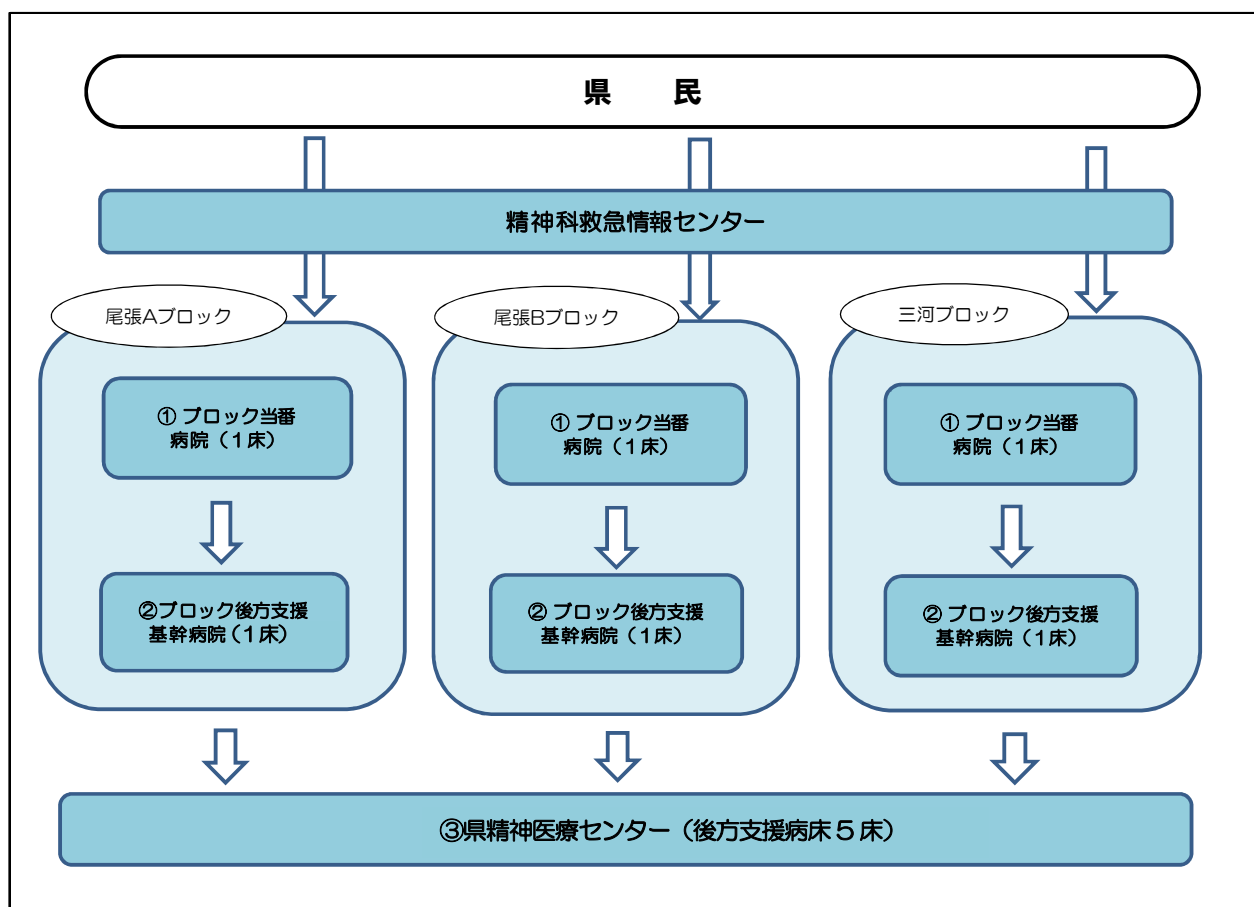 県　民
精神科救急情報センター
尾張Aブロック
① ブロック当番
病院（１床）
②ブロック後方支援
基幹病院（１床）
尾張Bブロック
① ブロック当番
病院（１床）
② ブロック後方支援
基幹病院（１床）
三河ブロック
① ブロック当番
病院（１床）
② ブロック後方支援
基幹病院（１床）
③県精神医療センター（後方支援病床５床）